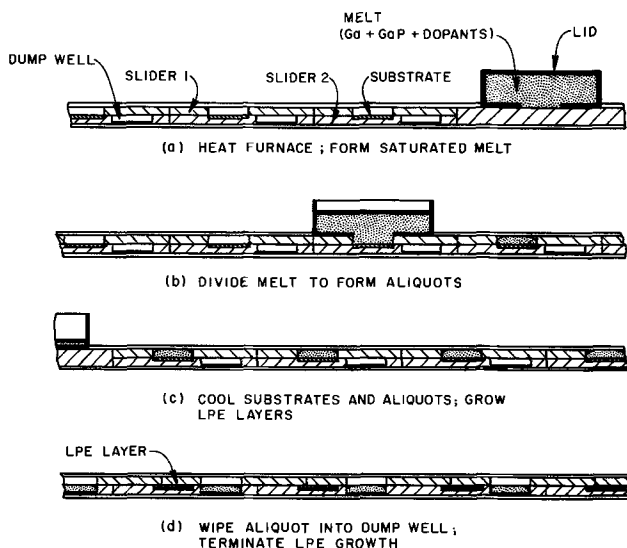 MELT
(Ga + GaP + DOPANTS)
LID
DUMP WELL
SLIDER 1
SLIDER 2
SUBSTRATE
(a) HEAT FURNACE ; FORM SATURATED MELT
(b) DIVIDE MELT TO FORM ALIQUOTS
(c) COOL SUBSTRATES AND ALIQUOTS; GROW
LPE LAYERS
LPE LAYER
(d) WIPE ALIQUOT INTO DUMP WELL;
TERMINATE LPE GROWTH